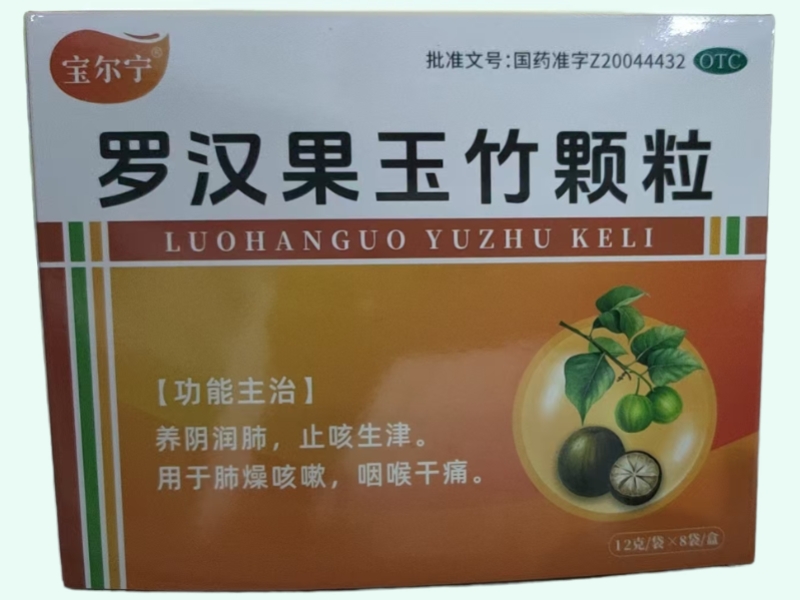 宝尔宁®
批准文号:国药准字Z20044432 OTC
罗汉果玉竹颗粒
LUOHANGUO YUZHU KELI
【功能主治】
养阴润肺，止咳生津。
用于肺燥咳嗽，咽喉干痛。
12克/袋×8袋/盒